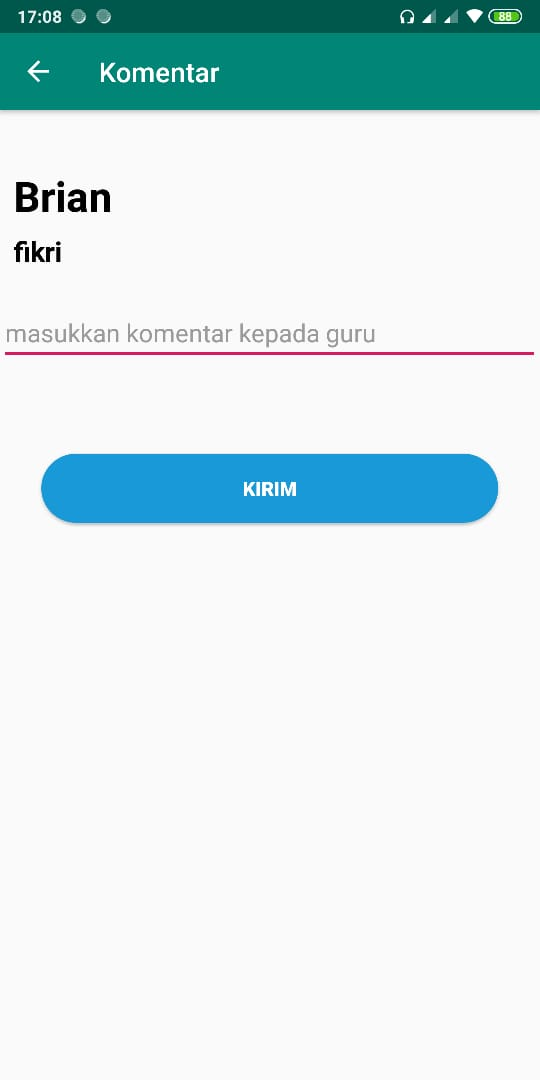 17:08
88
Komentar
Brian
fikri
masukkan komentar kepada guru
KIRIM